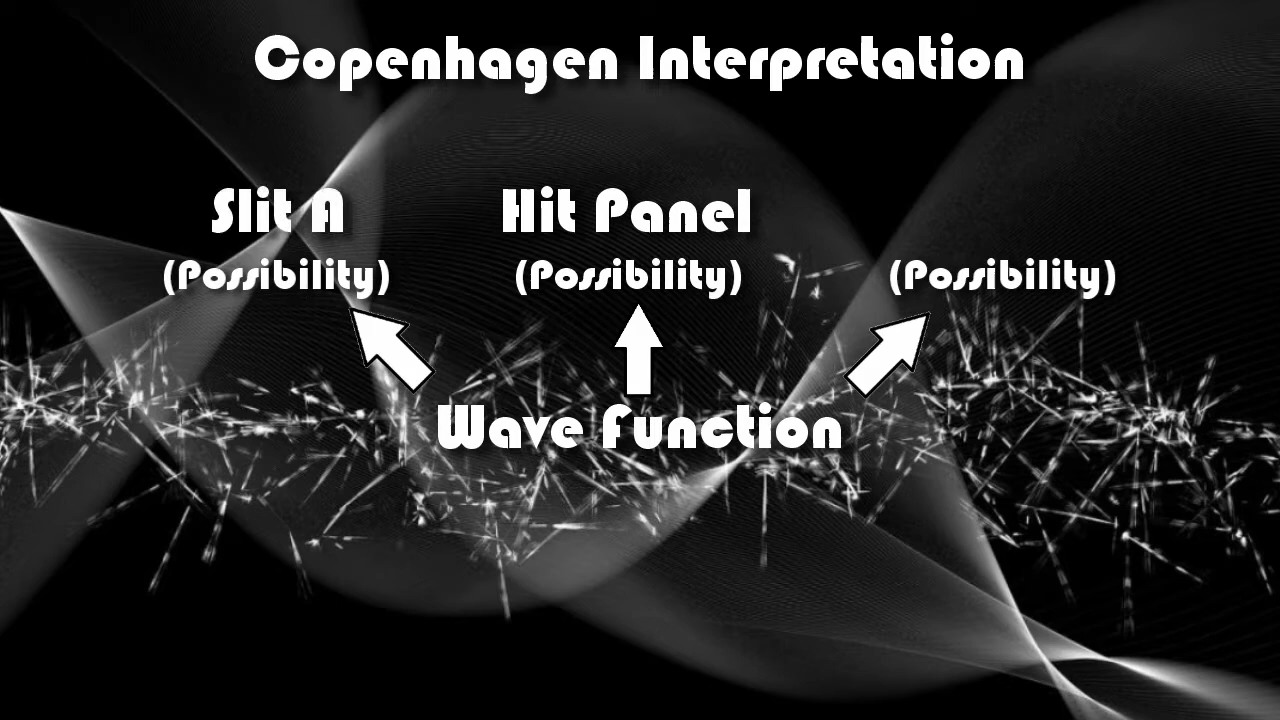 Copenhagen Interpretation
Slit A
Hit Panel
(Possibility)
(Possibility)
(Possibility)
Wave Function